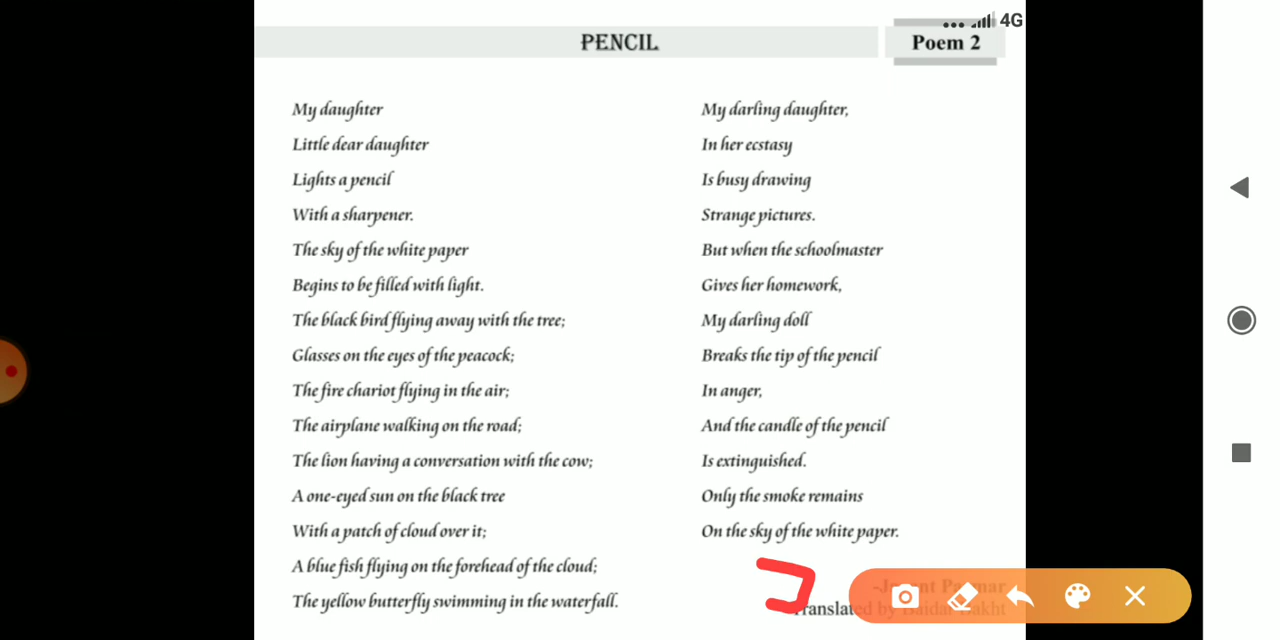 4G
PENCIL
Poem 2
My daughter
Little dear daughter
Lights a pencil
With a sharpener.
The sky of the white paper
Begins to be filled with light.
The black bird flying away with the tree;
Glasses on the eyes of the peacock;
The fire chariot flying in the air;
The airplane walking on the road;
The lion having a conversation with the cow;
A one-eyed sun on the black tree
With a patch of cloud over it;
A blue fish flying on the forehead of the cloud;
The yellow butterfly swimming in the waterfall.
My darling daughter,
In her ecstasy
Is busy drawing
Strange pictures.
But when the schoolmaster
Gives her homework,
My darling doll
Breaks the tip of the pencil
In anger,
And the candle of the pencil
Is extinguished.
Only the smoke remains
On the sky of the white paper.
Translated by